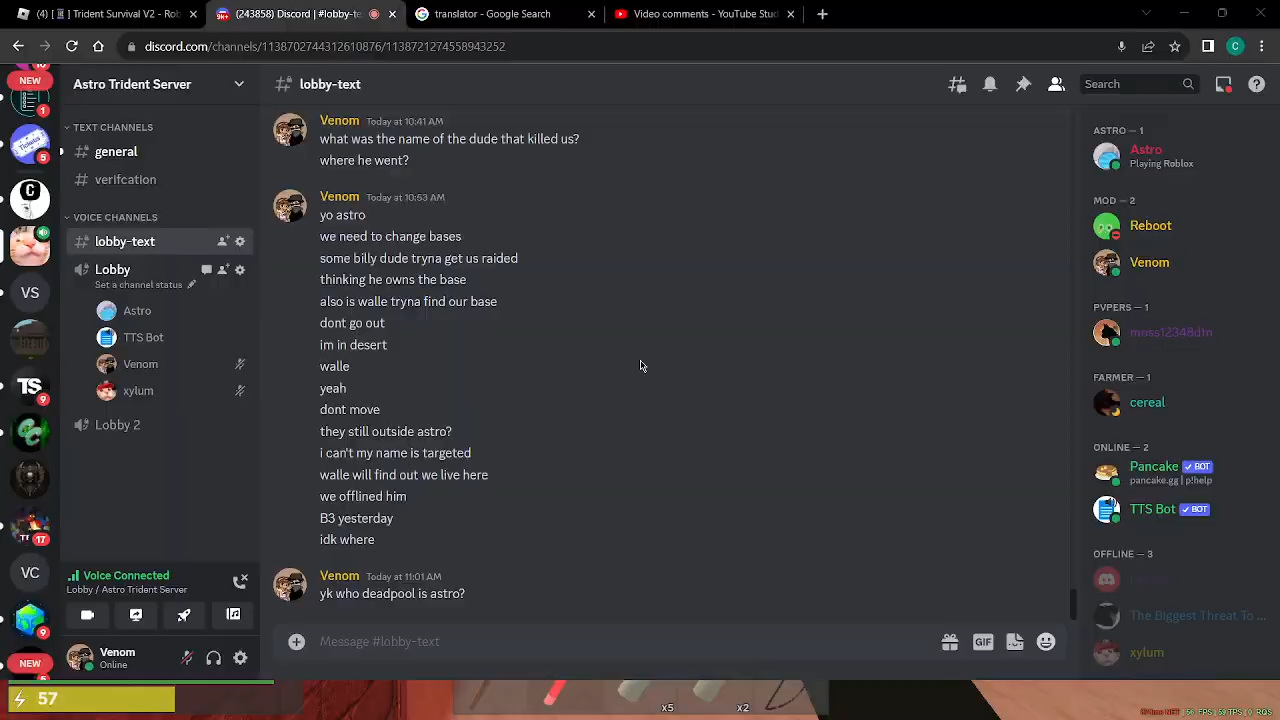 (4) [ ] Trident Survival V2 - Rob
(243858) Discord | #lobby-te
translator - Google Search
Video comments - YouTube Stud
discord.com/channels/1138702744312610876/1138721274558943252
C
NEW
1
5
C
VS
TS
9
17
VC
9
NEW
Astro Trident Server
TEXT CHANNELS
general
verifcation
VOICE CHANNELS
lobby-text
Lobby
Set a channel status
Astro
TTS Bot
Venom
xylum
Lobby 2
Voice Connected
Lobby / Astro Trident Server
Venom
Online
lobby-text
Search
Venom Today at 10:41 AM
what was the name of the dude that killed us?
where he went?
Venom Today at 10:53 AM
yo astro
we need to change bases
some billy dude tryna get us raided
thinking he owns the base
also is walle tryna find our base
dont go out
im in desert
walle
yeah
dont move
they still outside astro?
i can't my name is targeted
walle will find out we live here
we offlined him
B3 yesterday
idk where
Venom Today at 11:01 AM
yk who deadpool is astro?
Message #lobby-text
GIF
ASTRO — 1
Astro
Playing Roblox
MOD — 2
Reboot
Venom
PVPERS — 1
moss12348dtn
FARMER — 1
cereal
ONLINE — 2
Pancake BOT
pancake.gg | p!help
TTS Bot BOT
OFFLINE — 3
The Biggest Threat To ...
xylum
57
x5
x2